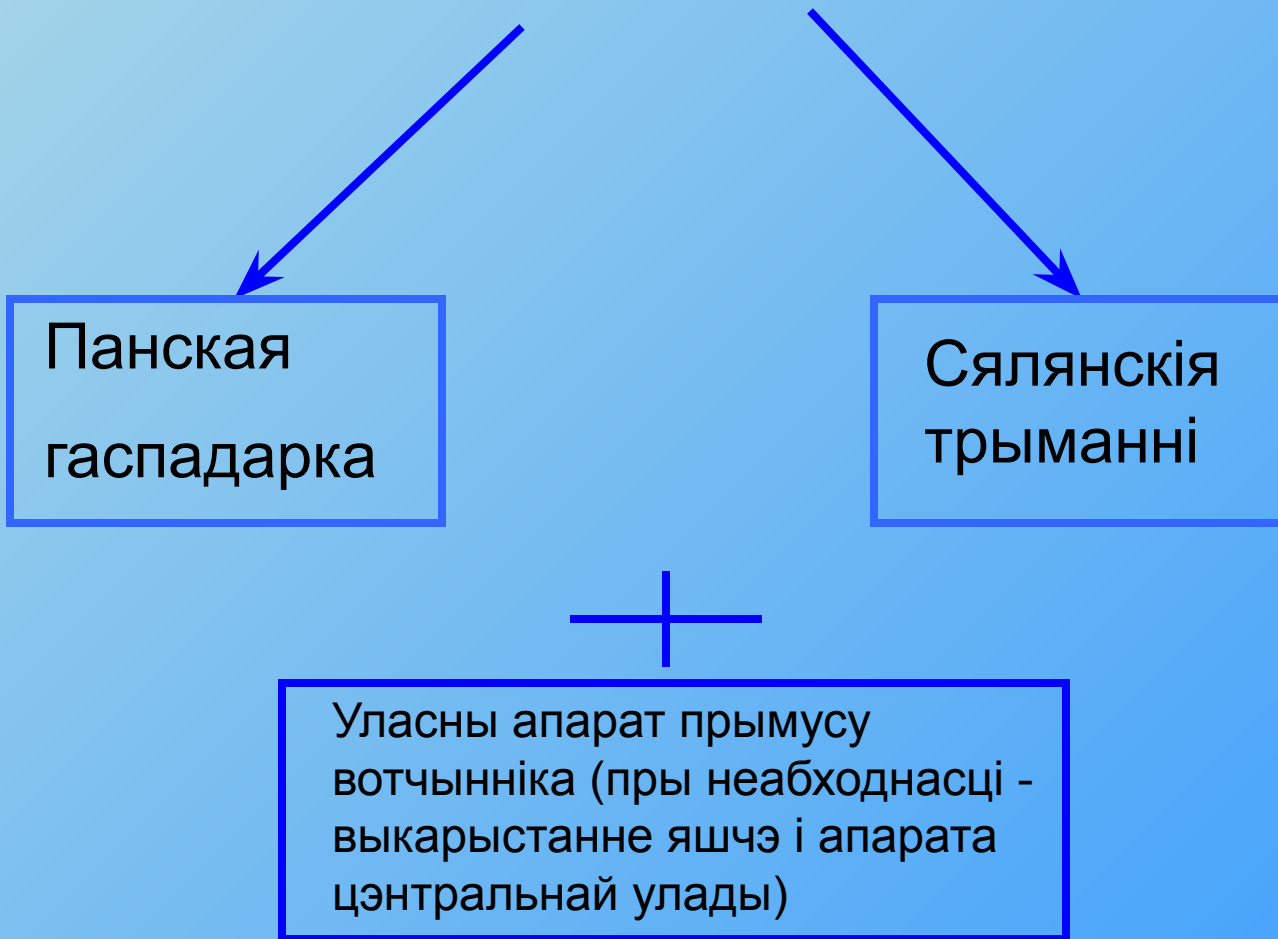 Панская
гаспадарка
Сялянскія
трыманні
Уласны апарат прымусу
вотчынніка (пры неабходнасці -
выкарыстанне яшчэ і апарата
цэнтральнай улады)